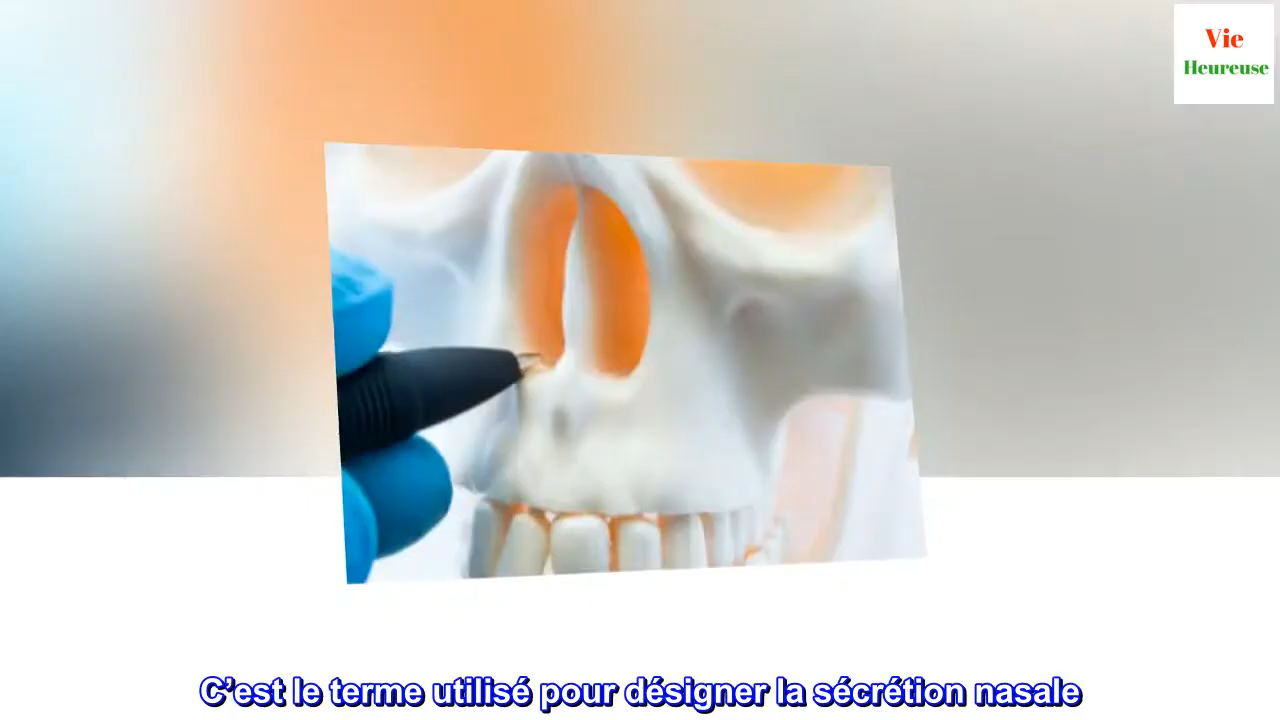 Vie
Heureuse
C’est le terme utilisé pour désigner la sécrétion nasale